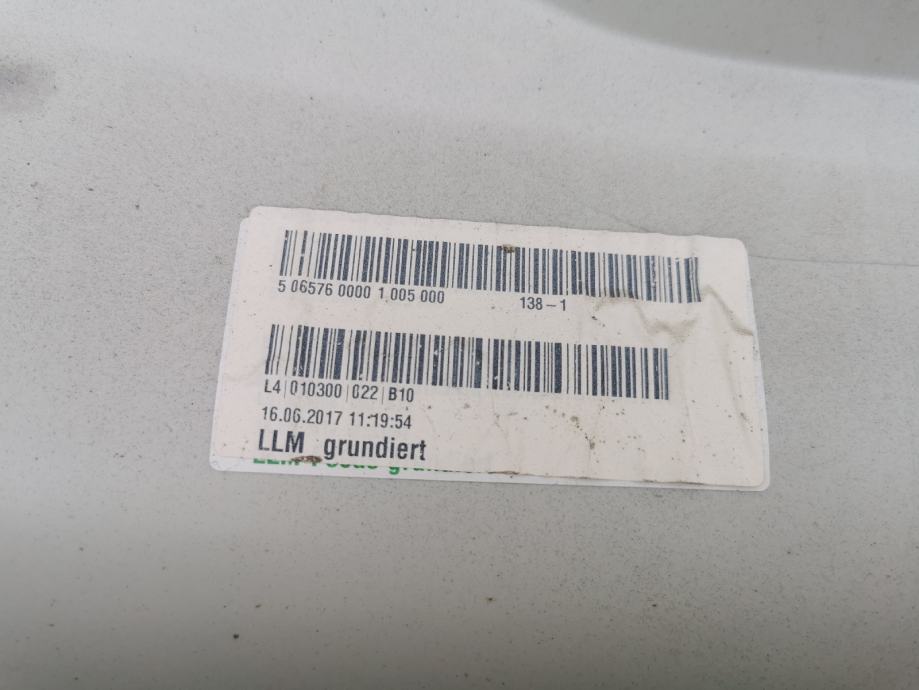 5 06576 0000 1 005 000 138-1
L4 | 010300 | 022 | B10
16.06.2017 11:19:54
LLM grundiert